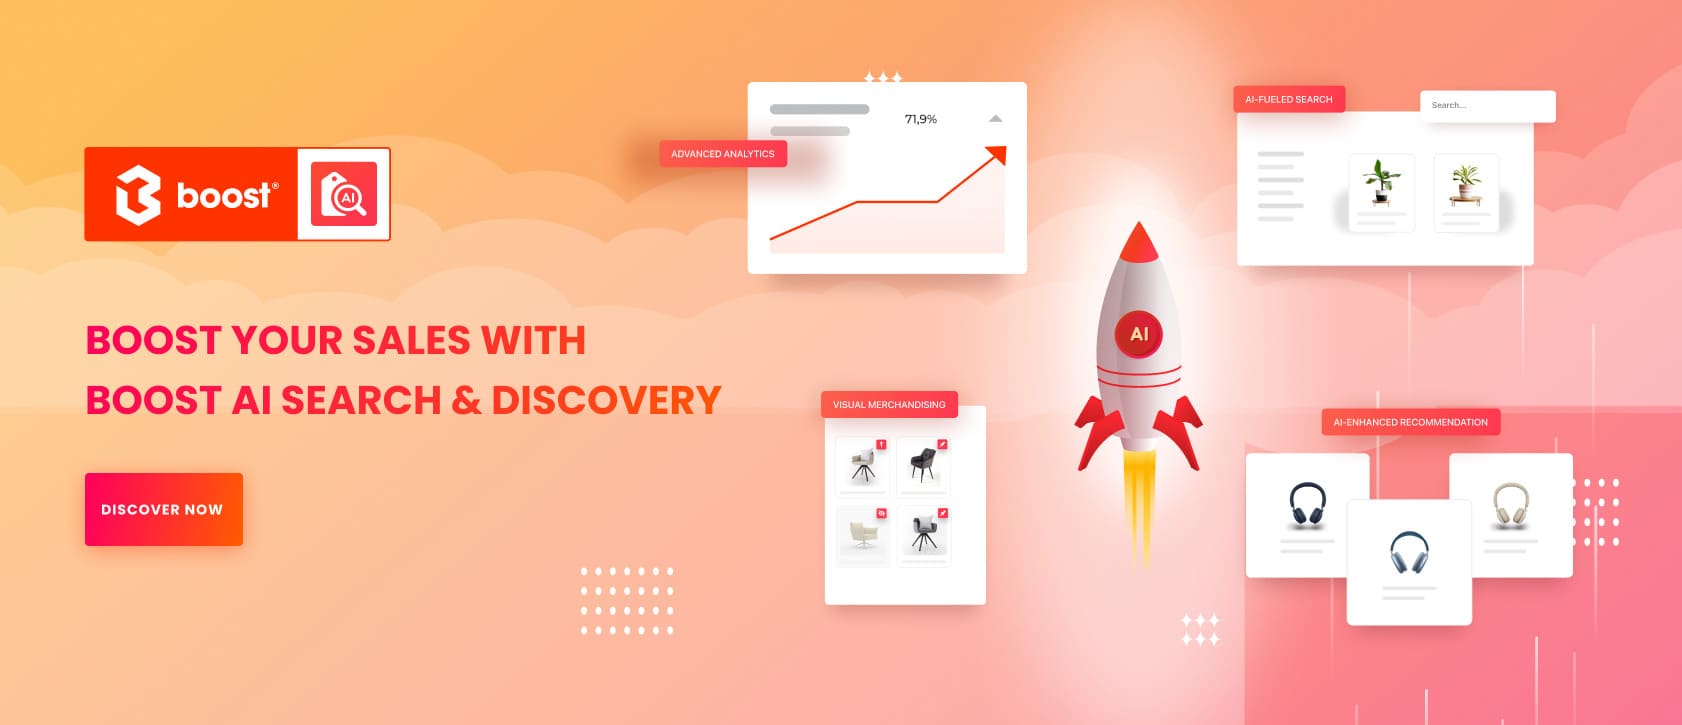 boost®
AI
BOOST YOUR SALES WITH
BOOST AI SEARCH & DISCOVERY
DISCOVER NOW
71,9%
ADVANCED ANALYTICS
VISUAL MERCHANDISING
AI
AI-FUELED SEARCH
Search...
AI-ENHANCED RECOMMENDATION